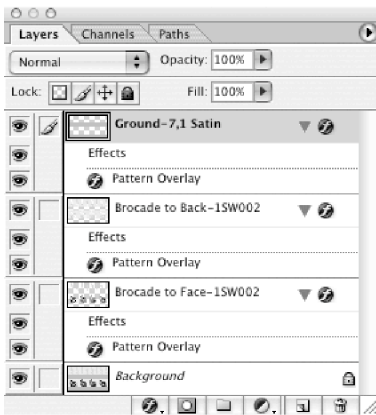 Layers Channels Paths
Normal Opacity: 100%
Lock: Fill: 100%
Ground-7,1 Satin
Effects
Pattern Overlay
Brocade to Back-1SW002
Effects
Pattern Overlay
Brocade to Face-1SW002
Effects
Pattern Overlay
Background